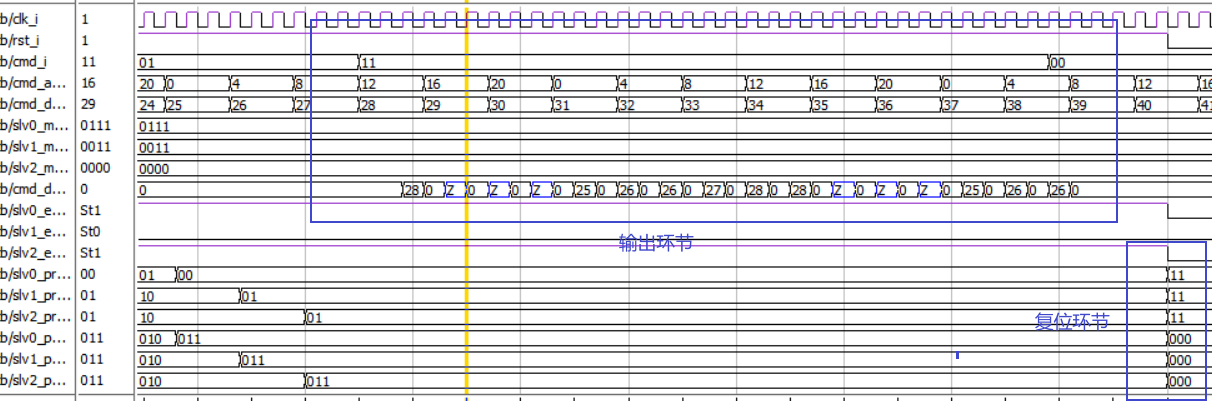 b/clk_i 1
b/rst_i 1
b/cmd_i 11 01 11 00
b/cmd_a... 16 20 0 4 8 12 16 20 0 4 8 12 16 20 0 4 8 12 16
b/cmd_d... 29 24 25 26 27 28 29 30 31 32 33 34 35 36 37 38 39 40 41
b/slv0_m... 0111 0111
b/slv1_m... 0011 0011
b/slv2_m... 0000 0000
b/cmd_d... 0 0 28 0 Z 0 Z 0 Z 0 25 0 26 0 26 0 27 0 28 0 28 0 Z 0 Z 0 Z 0 25 0 26 0 26 0
b/slv0_e... St1
b/slv1_e... St0
输出环节
b/slv2_e... St1
b/slv0_pr... 00 01 00 11
b/slv1_pr... 01 10 01 11
b/slv2_pr... 01 10 01 11
复位环节
b/slv0_p... 011 010 011 000
b/slv1_p... 011 010 011 000
b/slv2_p... 011 010 011 000